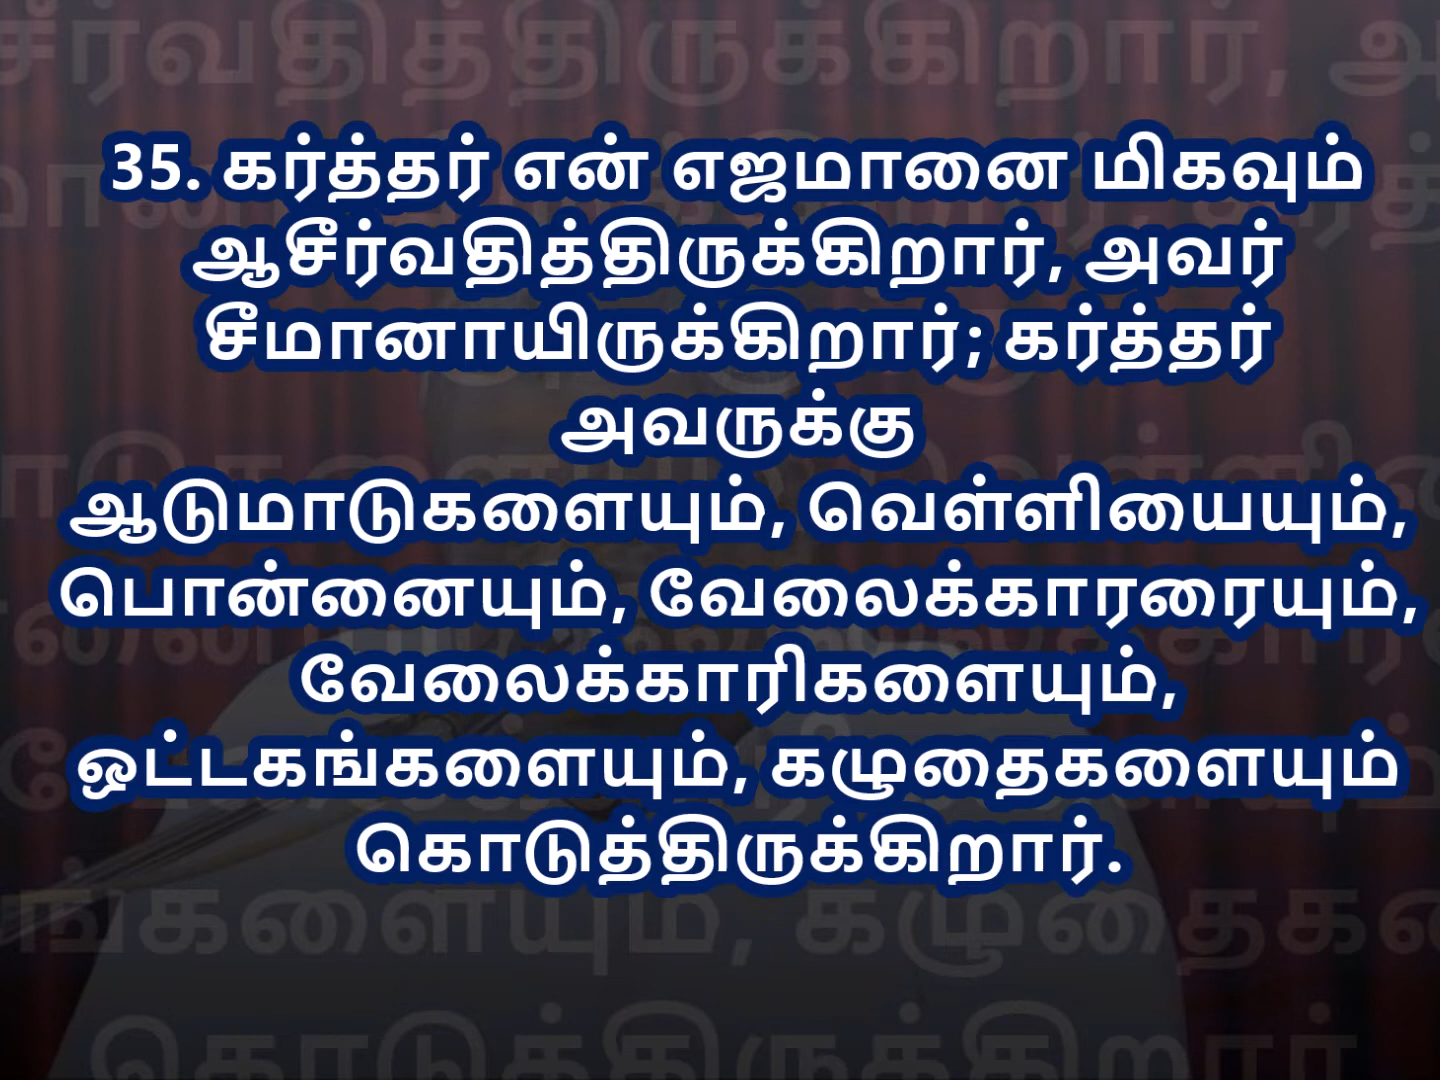 35. கர்த்தர் என் எஜமானை மிகவும்
ஆசீர்வதித்திருக்கிறார், அவர்
சீமானாயிருக்கிறார்; கர்த்தர்
அவருக்கு
ஆடுமாடுகளையும், வெள்ளியையும்,
பொன்னையும், வேலைக்காரரையும்,
வேலைக்காரிகளையும்,
ஒட்டகங்களையும், கழுதைகளையும்
கொடுத்திருக்கிறார்.